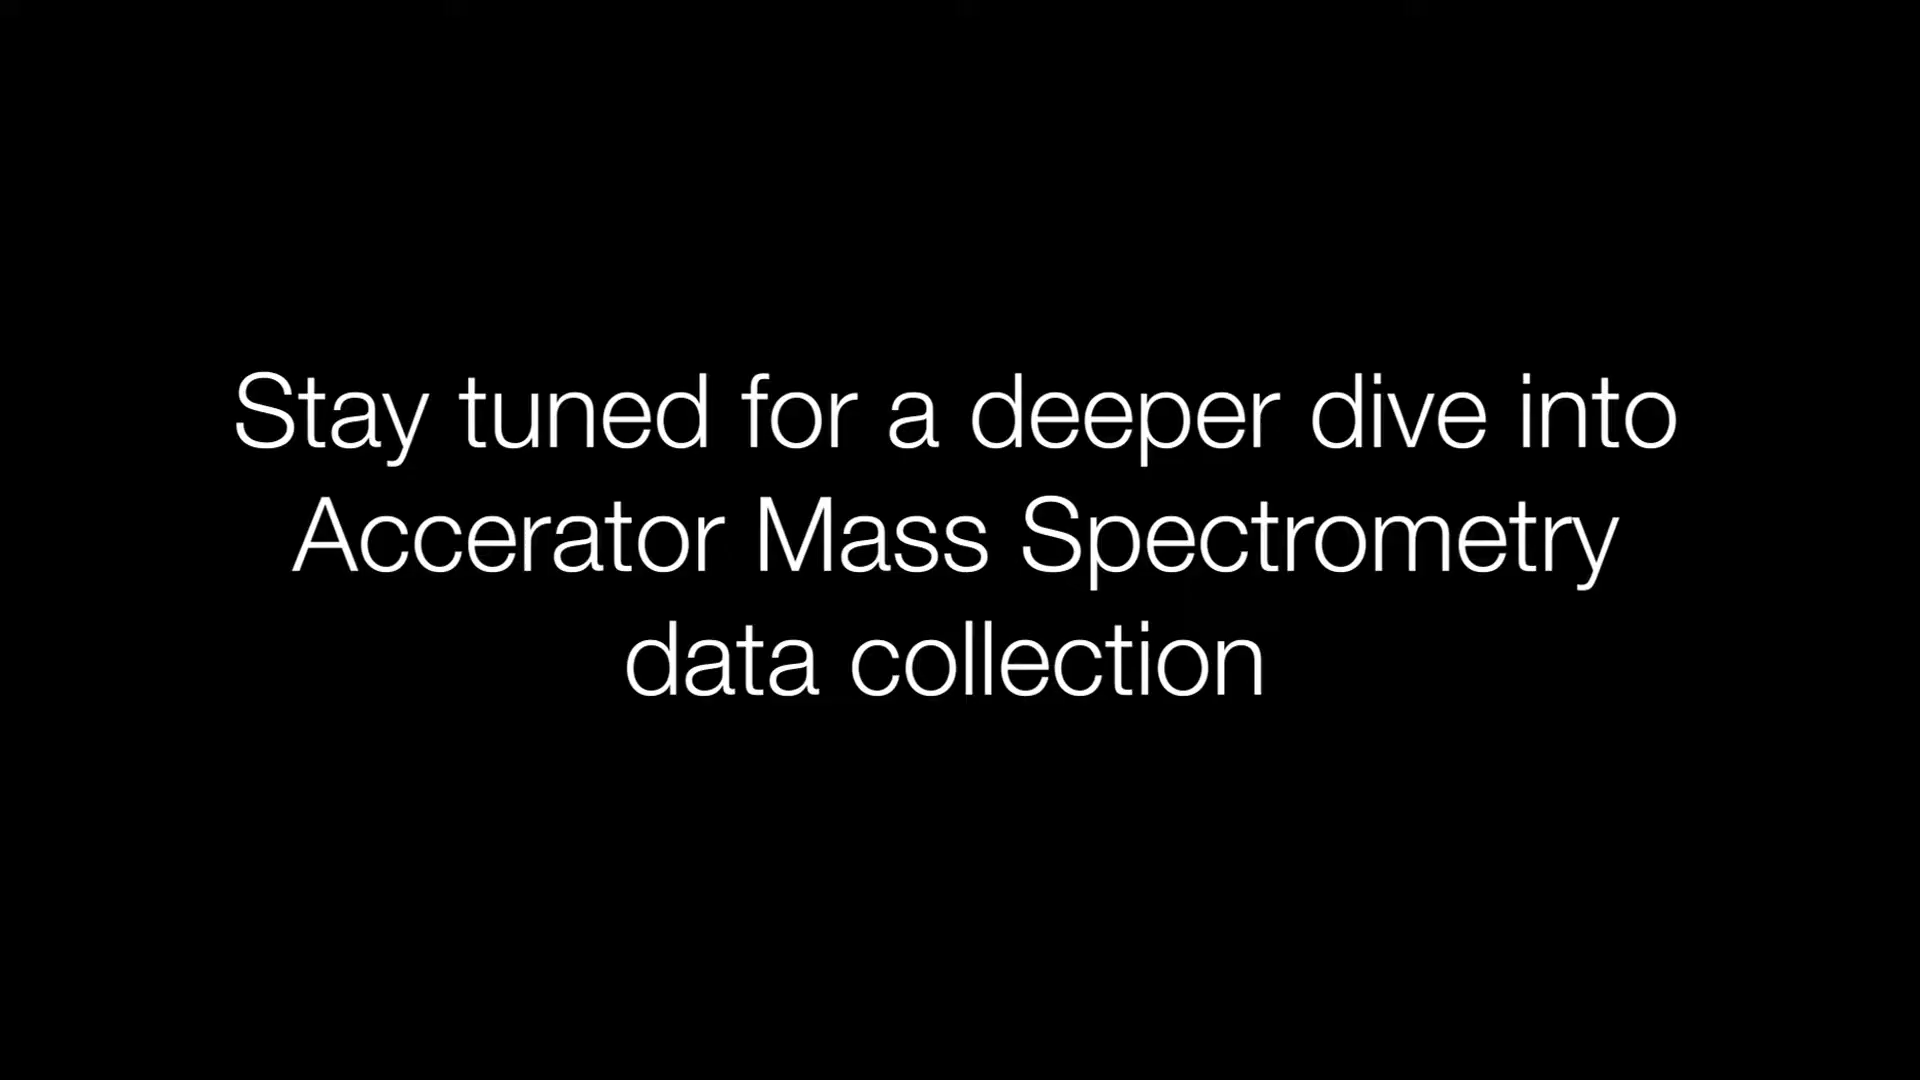 Stay tuned for a deeper dive into
Accerator Mass Spectrometry
data collection